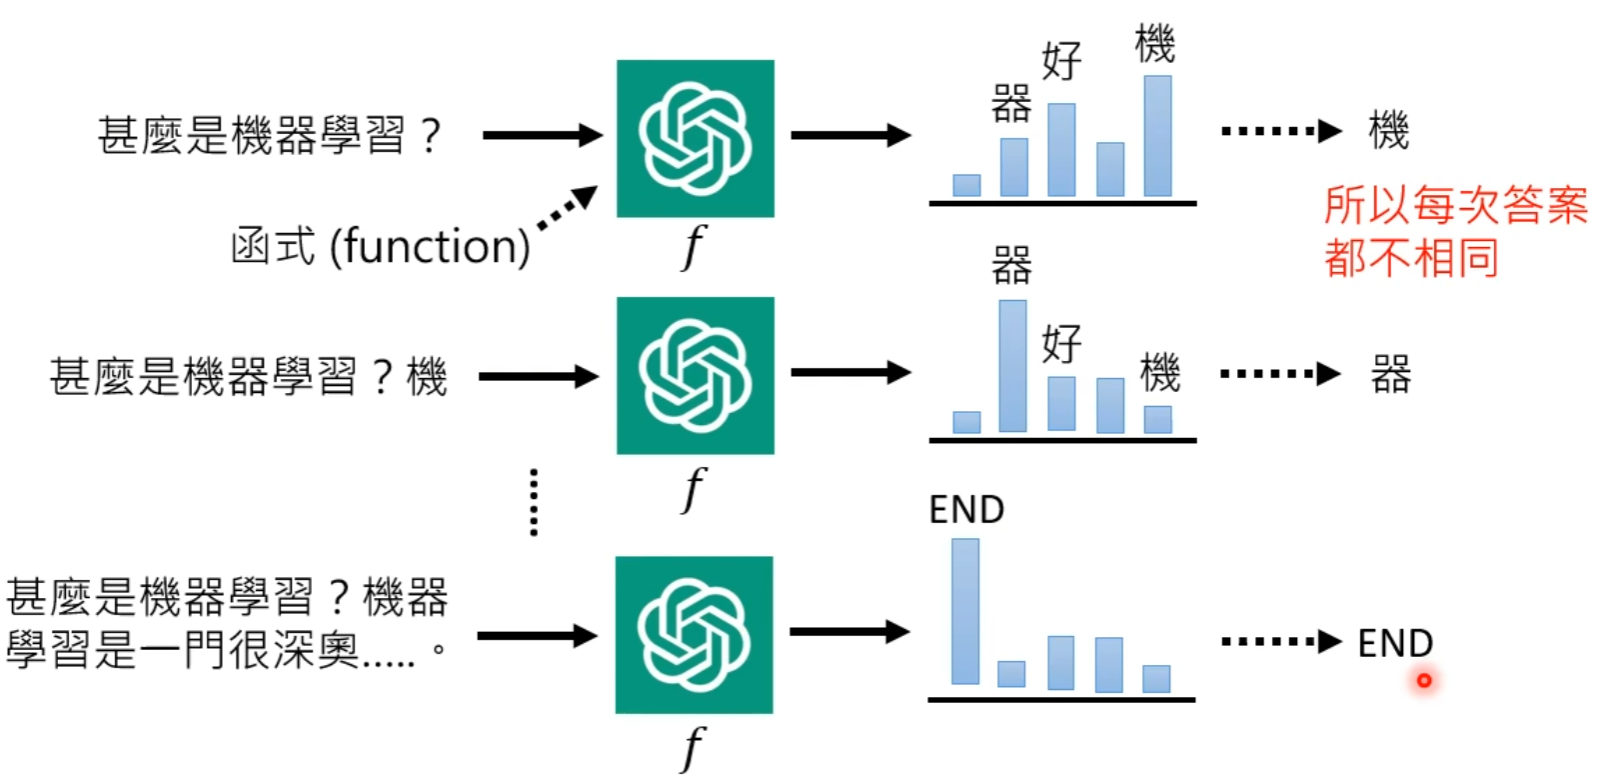 甚麼是機器學習？
函式 (function)
f
器
好
機
機
所以每次答案
都不相同
甚麼是機器學習？機
f
器
好
機
器
甚麼是機器學習？機器
學習是一門很深奧.....。
f
END
END